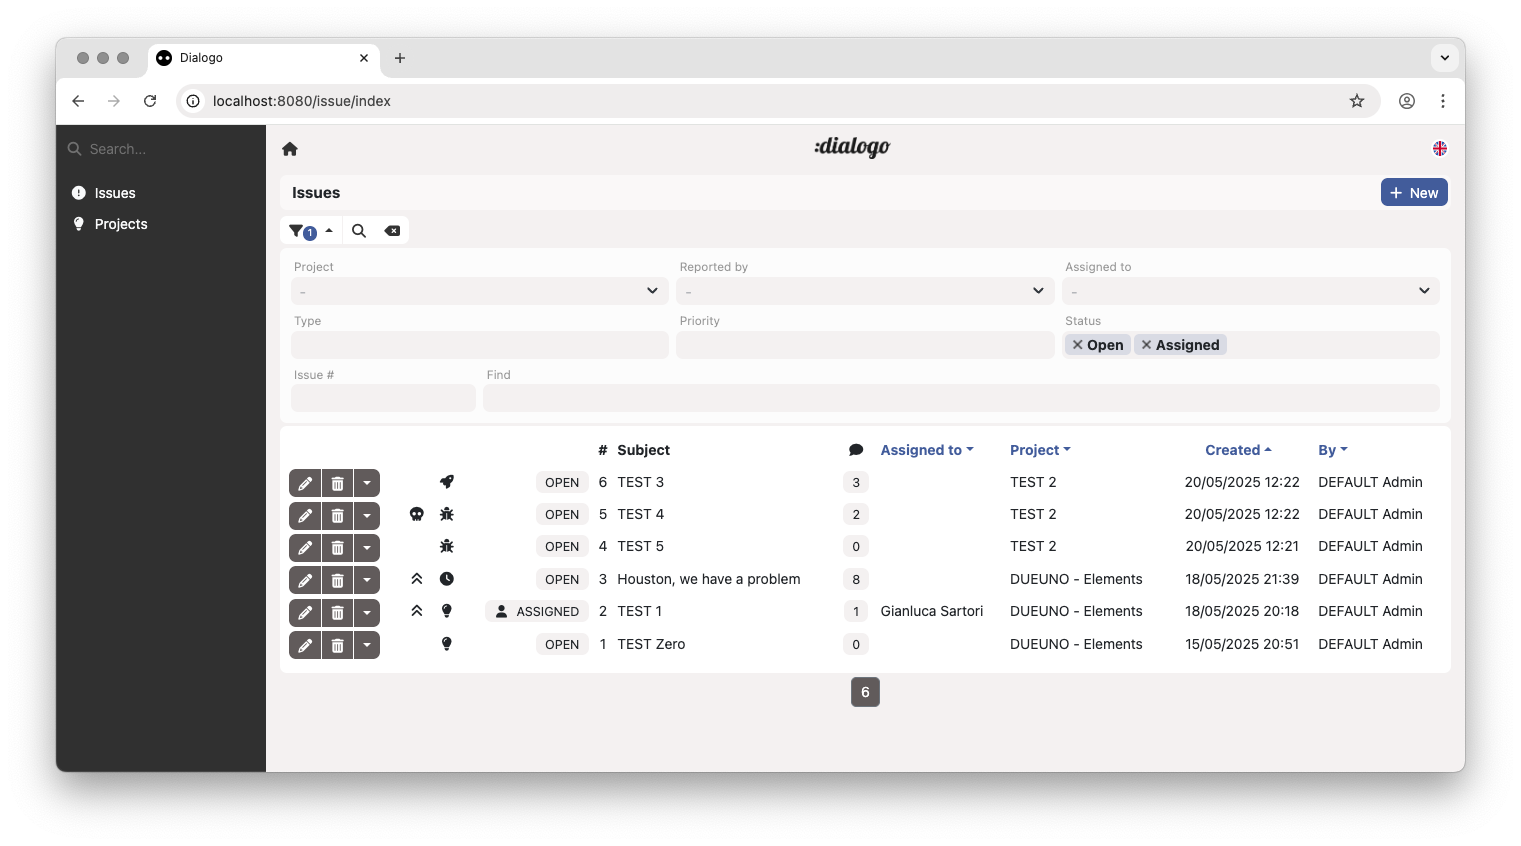 Dialogo
localhost:8080/issue/index
Search...
:dialogo
Issues
Projects
Issues
New
1
Project
Reported by
Assigned to
-
-
-
Type
Priority
Status
Open
Assigned
Issue #
Find
# Subject Assigned to Project Created By
OPEN 6 TEST 3 3 TEST 2 20/05/2025 12:22 DEFAULT Admin
OPEN 5 TEST 4 2 TEST 2 20/05/2025 12:22 DEFAULT Admin
OPEN 4 TEST 5 0 TEST 2 20/05/2025 12:21 DEFAULT Admin
OPEN 3 Houston, we have a problem 8 DUEUNO - Elements 18/05/2025 21:39 DEFAULT Admin
ASSIGNED 2 TEST 1 1 Gianluca Sartori DUEUNO - Elements 18/05/2025 20:18 DEFAULT Admin
OPEN 1 TEST Zero 0 DUEUNO - Elements 15/05/2025 20:51 DEFAULT Admin
6